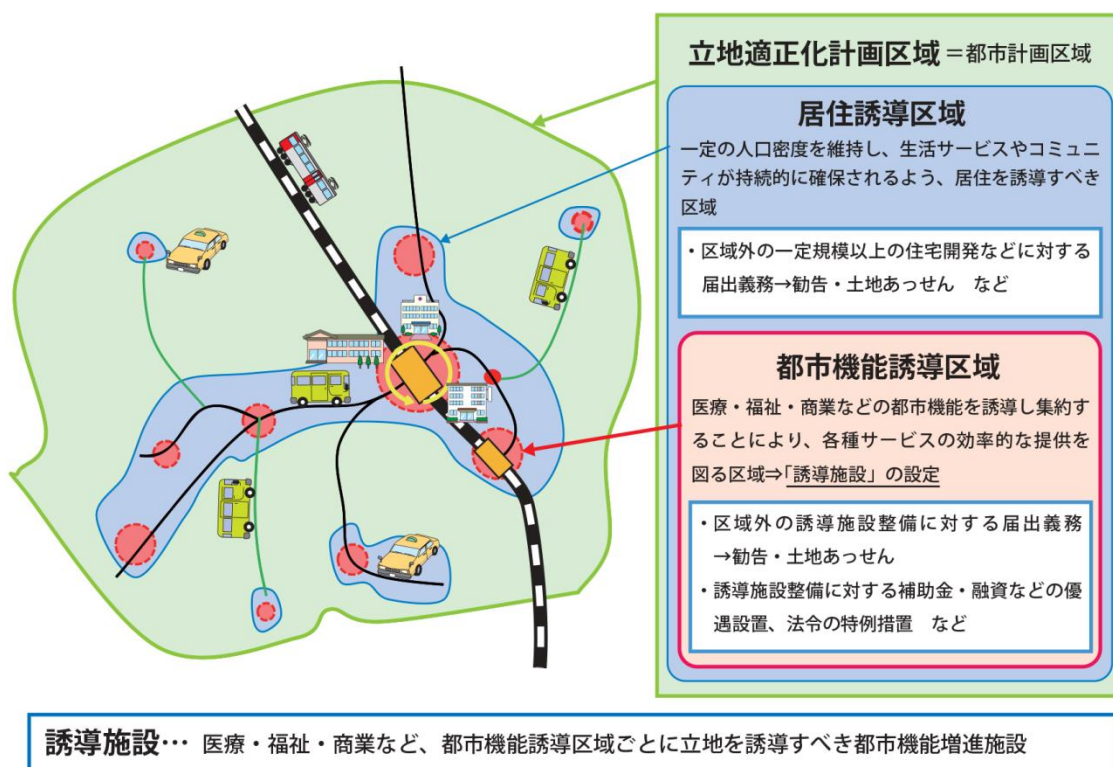 立地適正化計画区域＝都市計画区域
居住誘導区域
一定の人口密度を維持し、生活サービスやコミュニ
ティが持続的に確保されるよう、居住を誘導すべき
区域
・区域外の一定規模以上の住宅開発などに対する
届出義務→勧告・土地あっせん　など
都市機能誘導区域
医療・福祉・商業などの都市機能を誘導し集約す
ることにより、各種サービスの効率的な提供を
図る区域⇒「誘導施設」の設定
・区域外の誘導施設整備に対する届出義務
→勧告・土地あっせん
・誘導施設整備に対する補助金・融資などの優
遇設置、法令の特例措置　など
誘導施設… 医療・福祉・商業など、都市機能誘導区域ごとに立地を誘導すべき都市機能増進施設